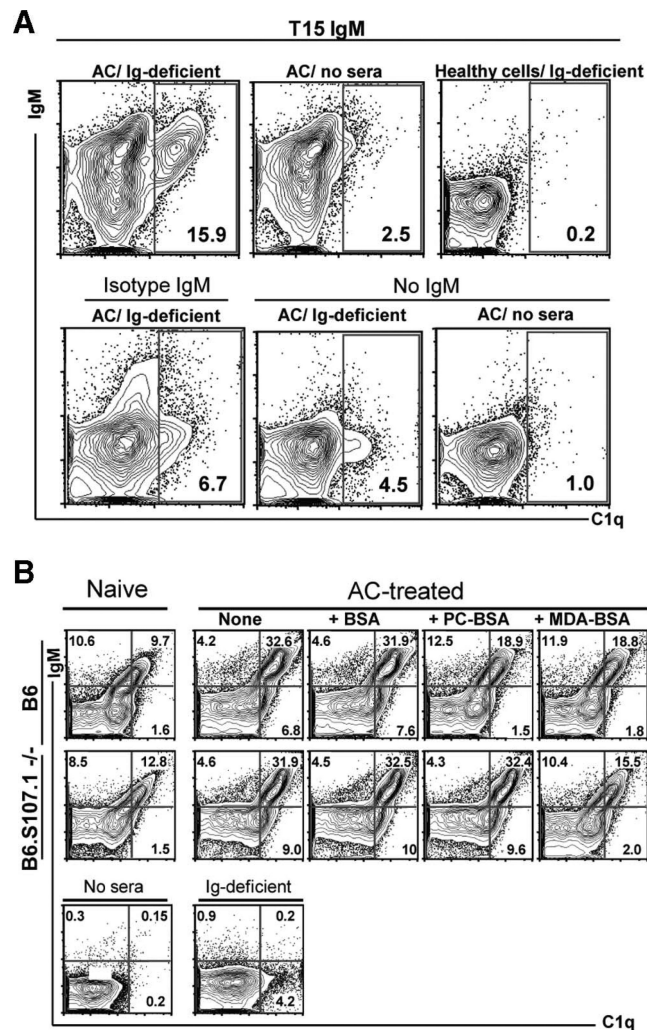 A
T15 IgM
AC/ Ig-deficient AC/ no sera Healthy cells/ Ig-deficient
IgM
15.9 2.5 0.2
Isotype IgM No IgM
AC/ Ig-deficient AC/ Ig-deficient AC/ no sera
6.7 4.5 1.0
C1q
B
Naive AC-treated
None + BSA + PC-BSA + MDA-BSA
IgM
B6
10.6 9.7 4.2 32.6 4.6 31.9 12.5 18.9 11.9 18.8
1.6 6.8 7.6 1.5 1.8
B6.S107.1 -/-
8.5 12.8 4.6 31.9 4.5 32.5 4.3 32.4 10.4 15.5
1.5 9.0 10 9.6 2.0
No sera Ig-deficient
0.3 0.15 0.9 0.2
0.2 4.2
C1q